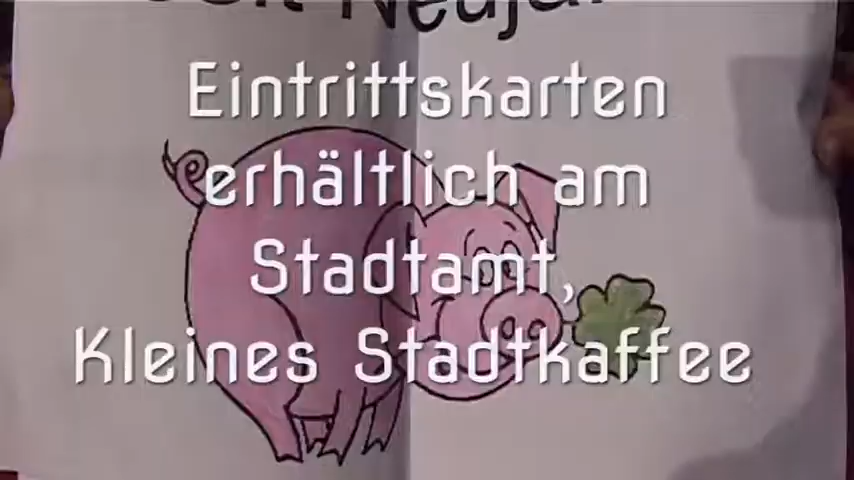 Eintrittskarten
erhältlich am
Stadtamt,
Kleines Stadtkaffee